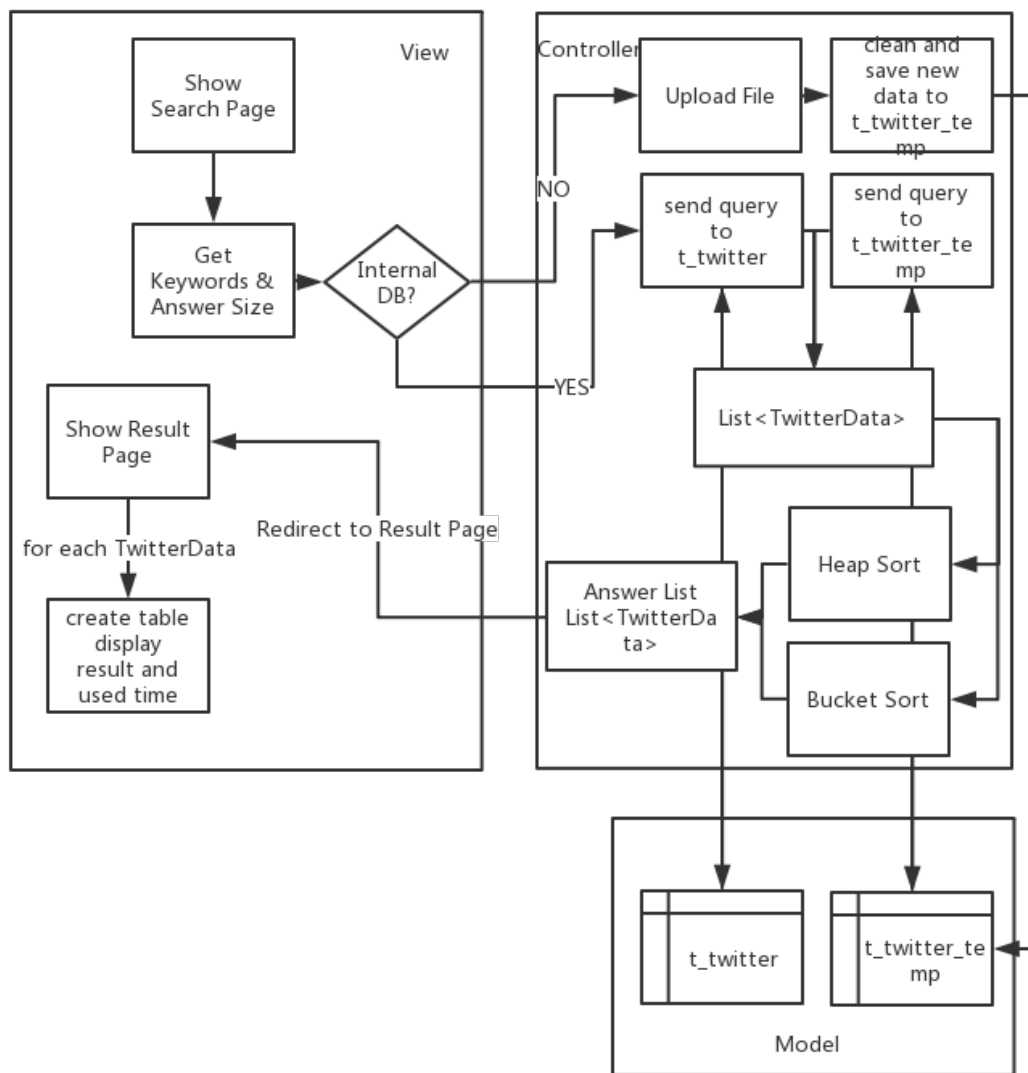 View
Show
Search Page
Get
Keywords &
Answer Size
Internal
DB?
NO
YES
Show Result
Page
for each TwitterData
create table
display
result and
used time
Redirect to Result Page
Controller
Upload File
clean and
save new
data to
t_twitter_te
mp
send query
to
t_twitter
send query
to
t_twitter_te
mp
List<TwitterData>
Heap Sort
Answer List
List<TwitterDa
ta>
Bucket Sort
t_twitter
t_twitter_te
mp
Model